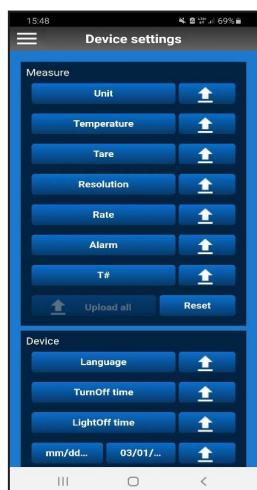 15:48 69%
Device settings
Measure
Unit
Temperature
Tare
Resolution
Rate
Alarm
T#
Upload all Reset
Device
Language
TurnOff time
LightOff time
mm/dd... 03/01/...